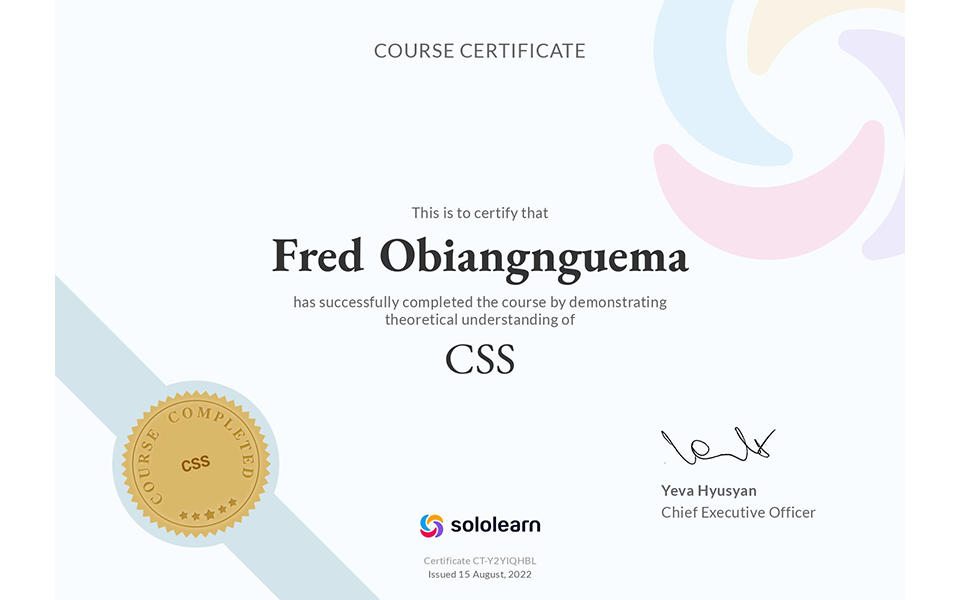 COURSE CERTIFICATE
This is to certify that
Fred Obiangnguema
has successfully completed the course by demonstrating
theoretical understanding of
CSS
COURSE COMPLETED
CSS
Yeva Hyusyan
Chief Executive Officer
sololearn
Certificate CT-Y2YIQHBL
Issued 15 August, 2022